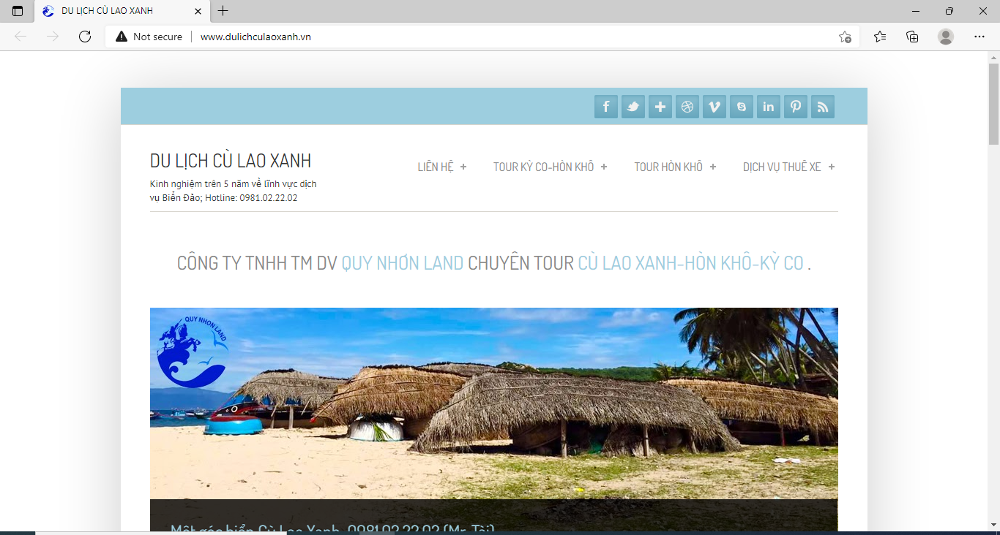 DU LỊCH CÙ LAO XANH
Not secure
www.dulichculaoxanh.vn
DU LỊCH CÙ LAO XANH
Kinh nghiệm trên 5 năm về lĩnh vực dịch
vụ Biển Đảo; Hotline: 0981.02.22.02
LIÊN HỆ +
TOUR KỲ CO-HÒN KHÔ +
TOUR HÒN KHÔ +
DỊCH VỤ THUÊ XE +
CÔNG TY TNHH TM DV QUY NHƠN LAND CHUYÊN TOUR CÙ LAO XANH-HÒN KHÔ-KỲ CO .
QUY NHON LAND
Một góc biển Cù Lao Xanh, 0981.02.22.02 (Mr. Tài)